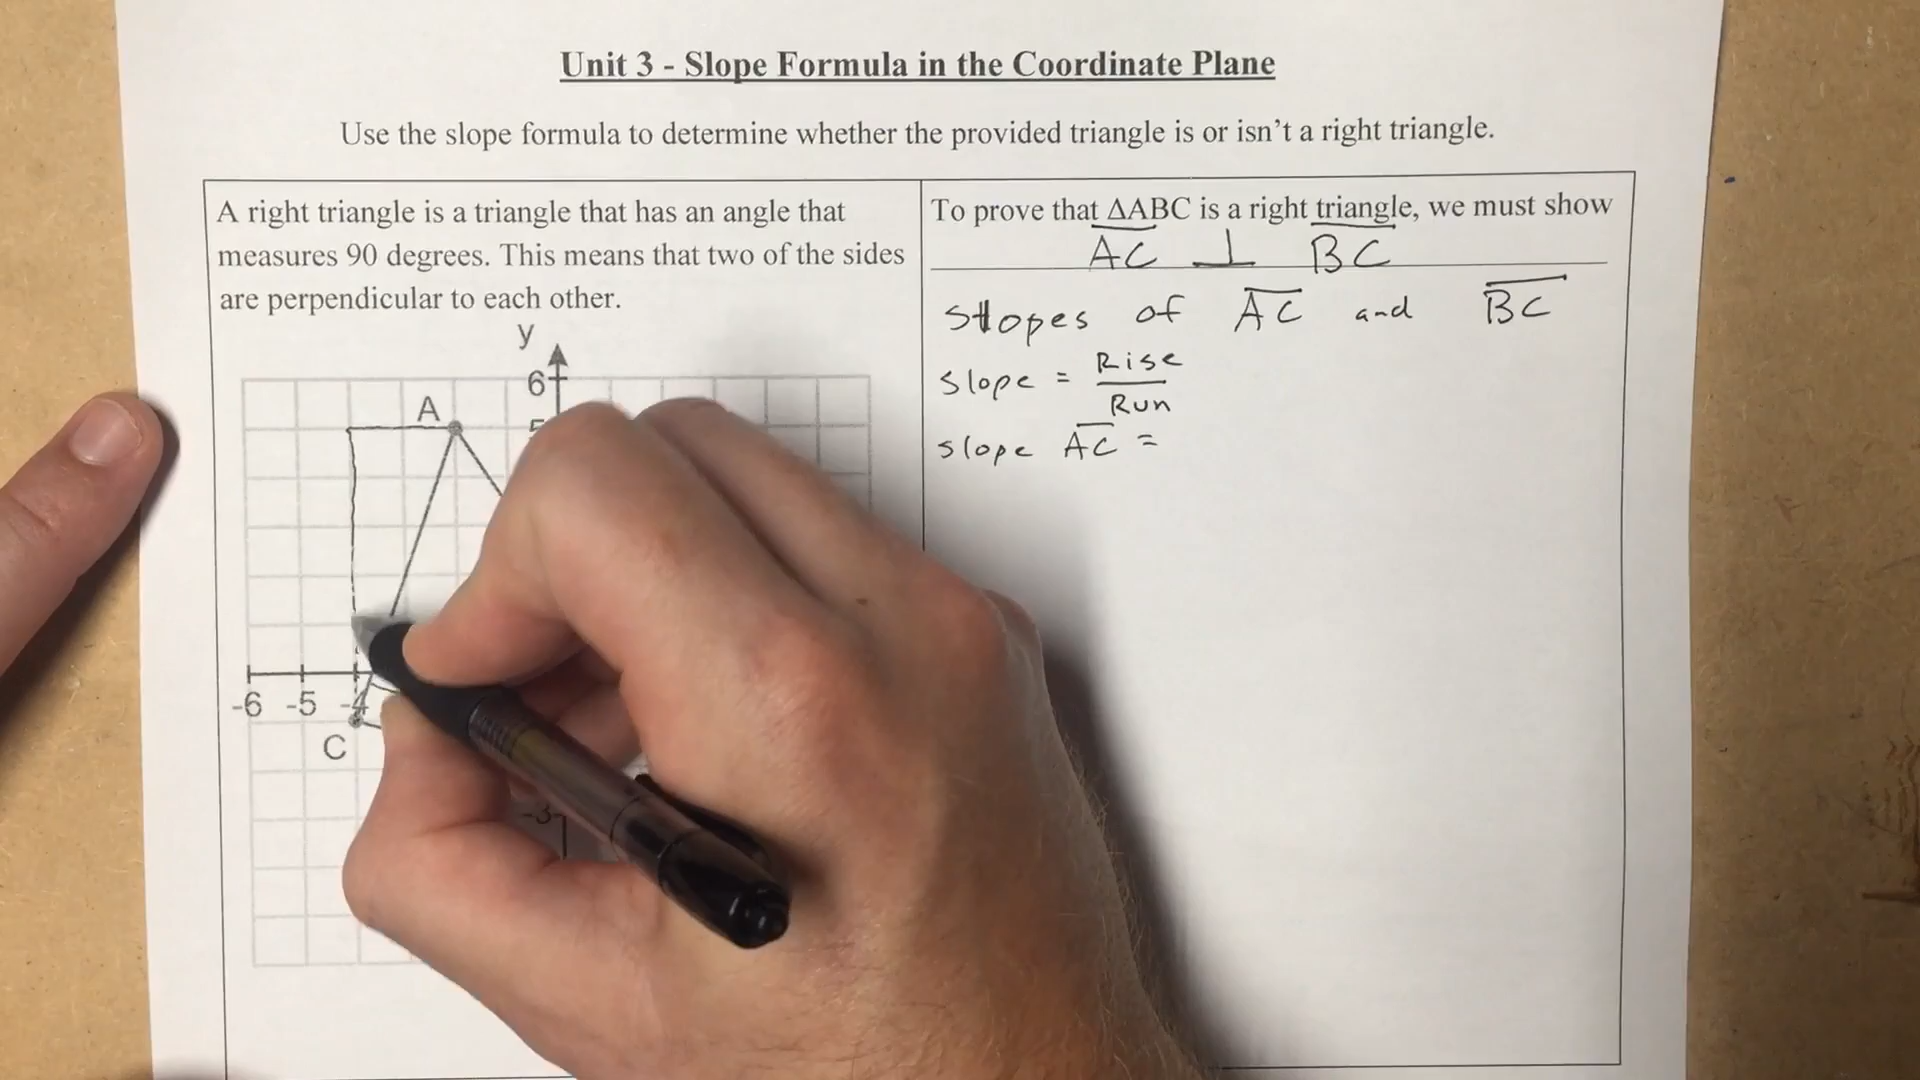 Unit 3 - Slope Formula in the Coordinate Plane
Use the slope formula to determine whether the provided triangle is or isn't a right triangle.
A right triangle is a triangle that has an angle that
measures 90 degrees. This means that two of the sides
are perpendicular to each other.
y
6
A
5
-6 -5 -4
C
-3
To prove that ΔABC is a right triangle, we must show
AC ⊥ BC
Slopes of AC and BC
slope = Rise
Run
slope AC =